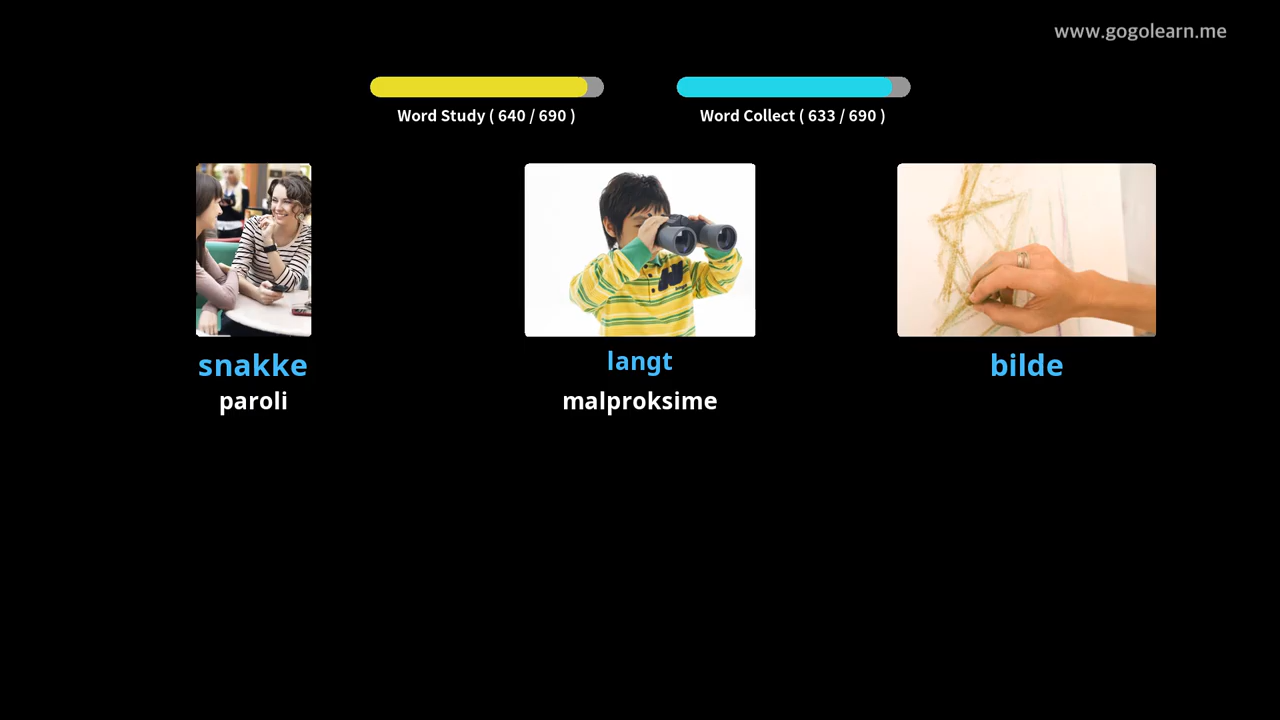 www.gogolearn.me
Word Study ( 640 / 690 )
Word Collect ( 633 / 690 )
snakke
paroli
langt
malproksime
bilde